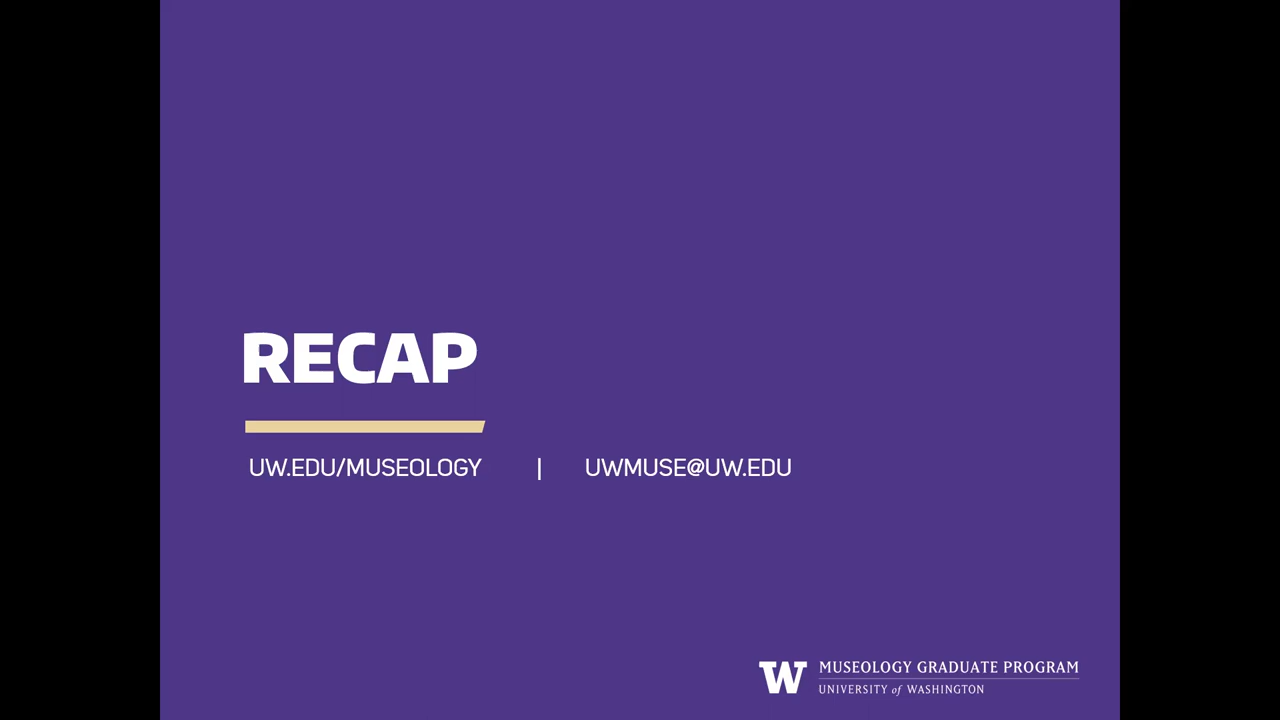 RECAP
UW.EDU/MUSEOLOGY | UWMUSE@UW.EDU
W MUSEOLOGY GRADUATE PROGRAM
UNIVERSITY of WASHINGTON